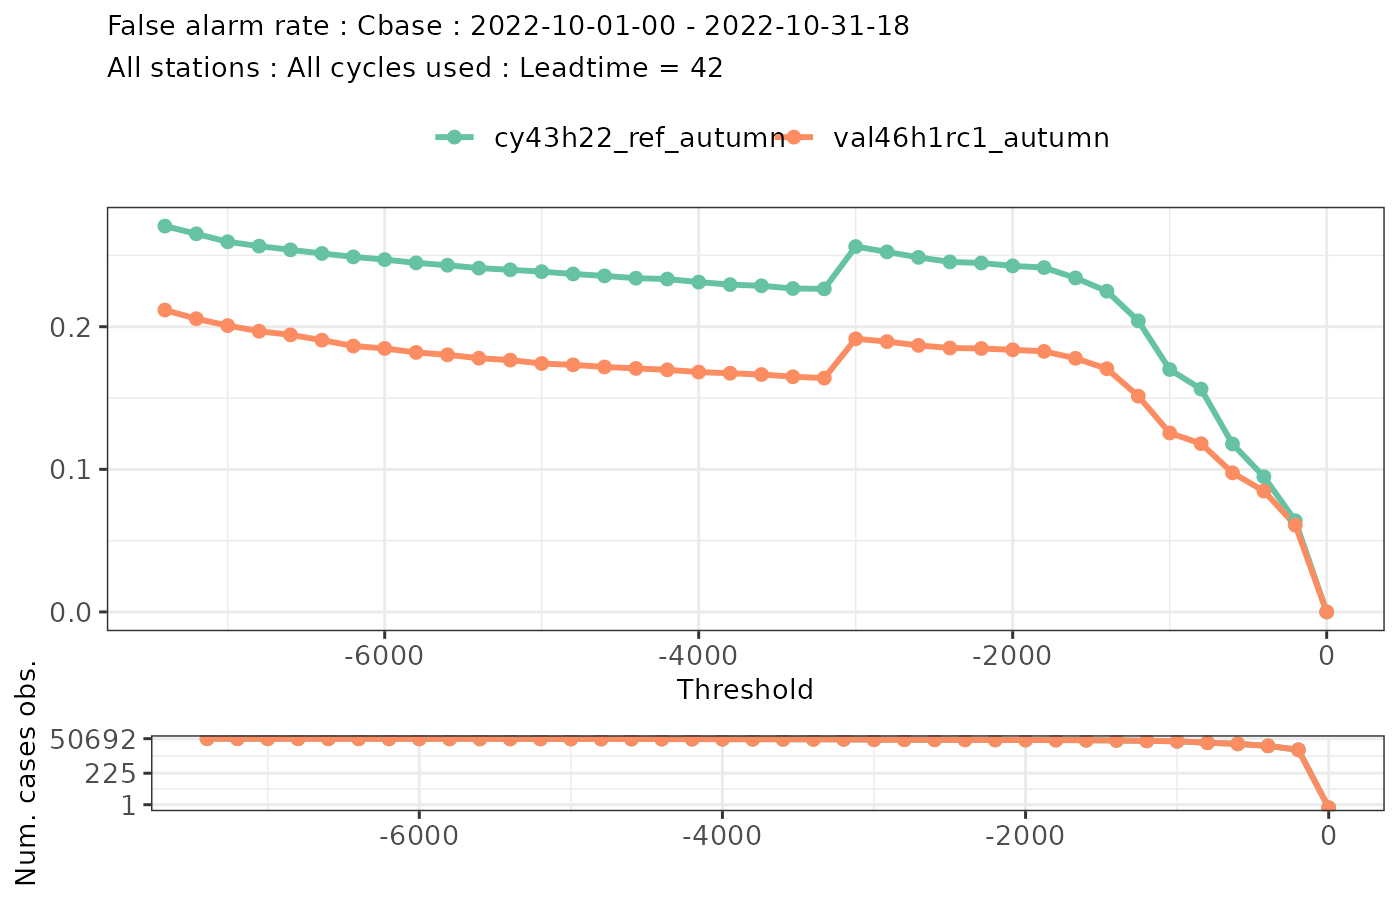 False alarm rate : Cbase : 2022-10-01-00 - 2022-10-31-18
All stations : All cycles used : Leadtime = 42
cy43h22_ref_autumn val46h1rc1_autumn
0.2
0.1
0.0
-6000 -4000 -2000 0
Threshold
Num. cases obs.
50692
225
1
-6000 -4000 -2000 0